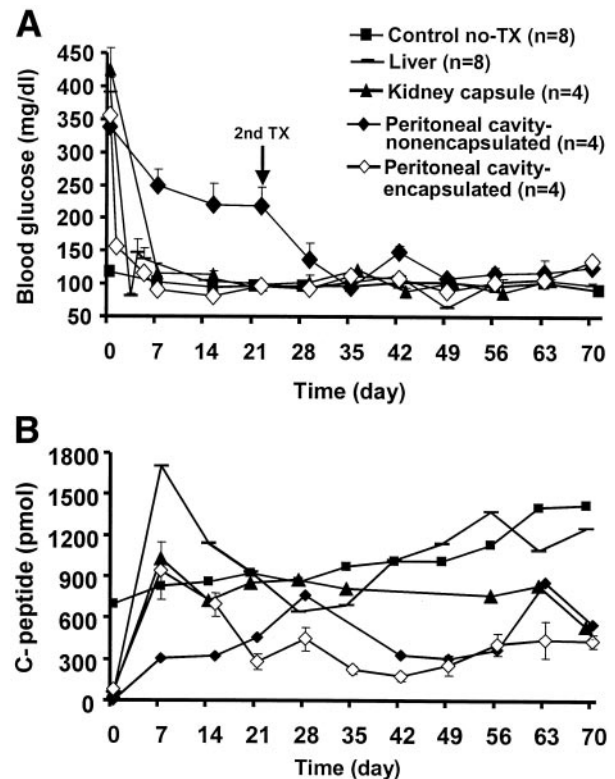 A
Control no-TX (n=8)
Liver (n=8)
Kidney capsule (n=4)
Peritoneal cavity-
nonencapsulated (n=4)
Peritoneal cavity-
encapsulated (n=4)
2nd TX
Blood glucose (mg/dl)
450
400
350
300
250
200
150
100
50
0 7 14 21 28 35 42 49 56 63 70
Time (day)
B
C-peptide (pmol)
1800
1500
1200
900
600
300
0
0 7 14 21 28 35 42 49 56 63 70
Time (day)